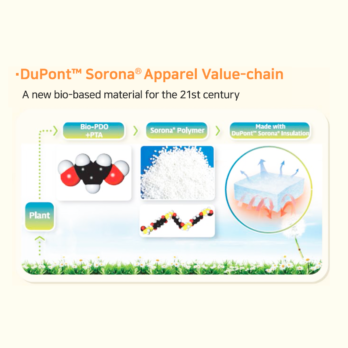 ·DuPont™ Sorona® Apparel Value-chain
A new bio-based material for the 21st century
Bio-PDO
+PTA
Sorona® Polymer
Made with
DuPont™ Sorona® Insulation
Plant